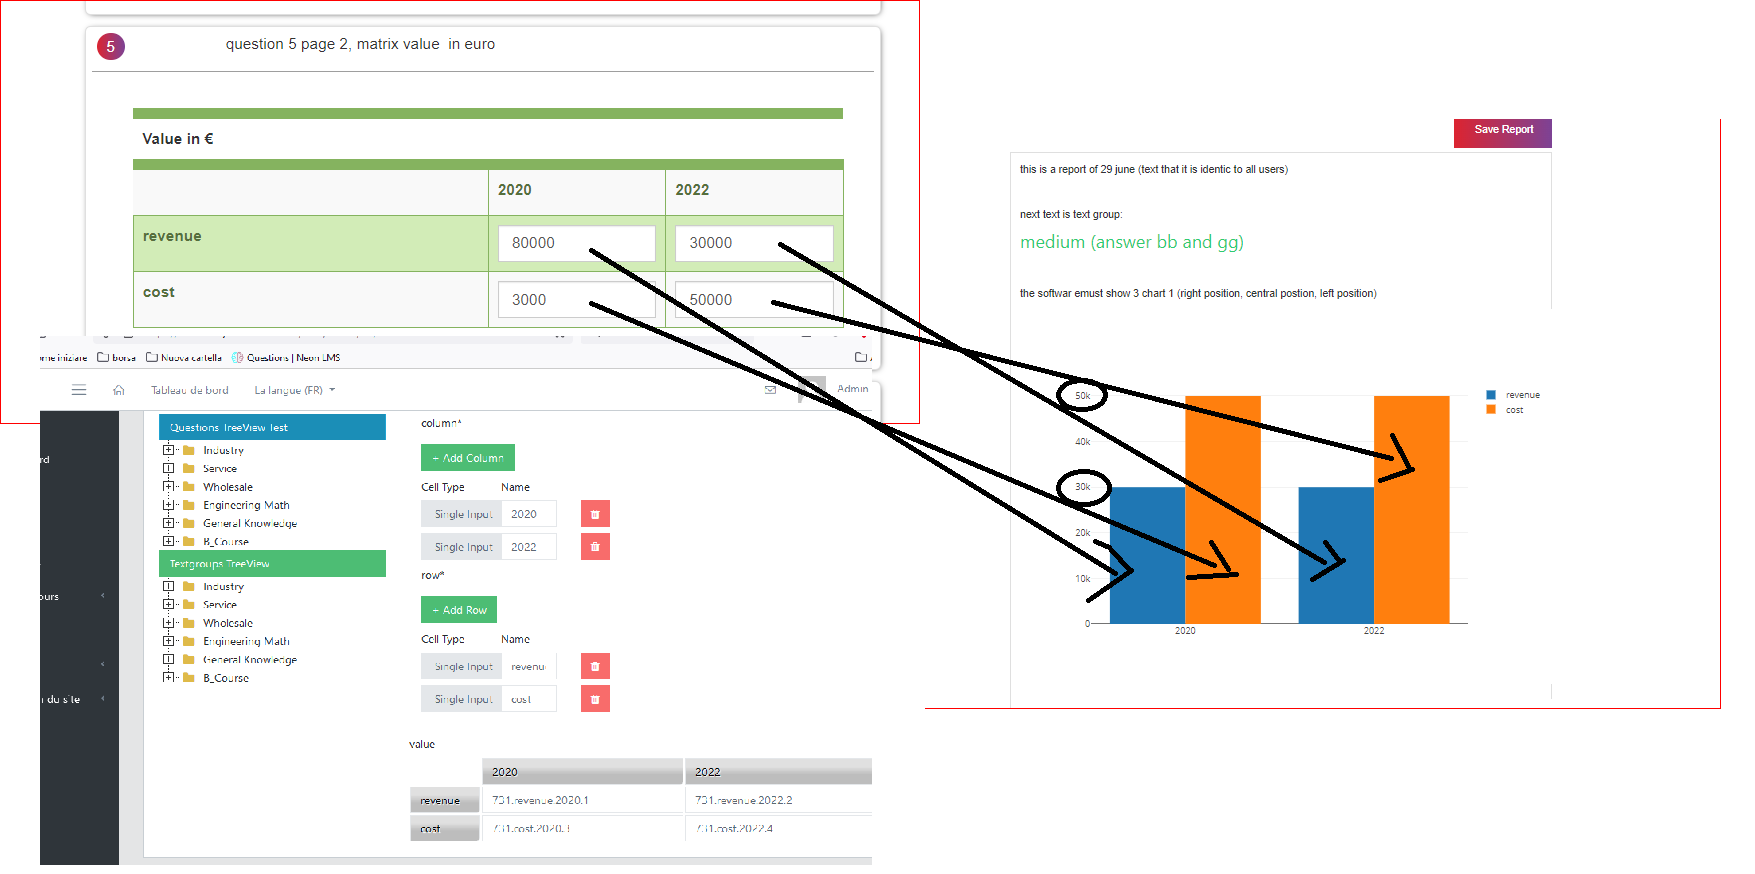 5
question 5 page 2, matrix value in euro
Value in €
2020 2022
revenue 80000 30000
cost 3000 50000
ome iniziare borsa Nuova cartella Questions | Neon LMS
Tableau de bord La langue (FR) Admin
Questions TreeView Test
Industry
Service
Wholesale
Engineering Math
General Knowledge
B_Course
Textgroups TreeView
Industry
Service
Wholesale
Engineering Math
General Knowledge
B_Course
rd
ours
n du site
column*
+ Add Column
Cell Type Name
Single Input 2020
Single Input 2022
row*
+ Add Row
Cell Type Name
Single Input revenu
Single Input cost
value
2020 2022
revenue 731.revenue.2020.1 731.revenue.2022.2
cost 731.cost.2020.3 731.cost.2022.4
Save Report
this is a report of 29 june (text that it is identic to all users)
next text is text group:
medium (answer bb and gg)
the softwar emust show 3 chart 1 (right position, central postion, left position)
50k
40k
30k
20k
10k
0
2020 2022
revenue
cost